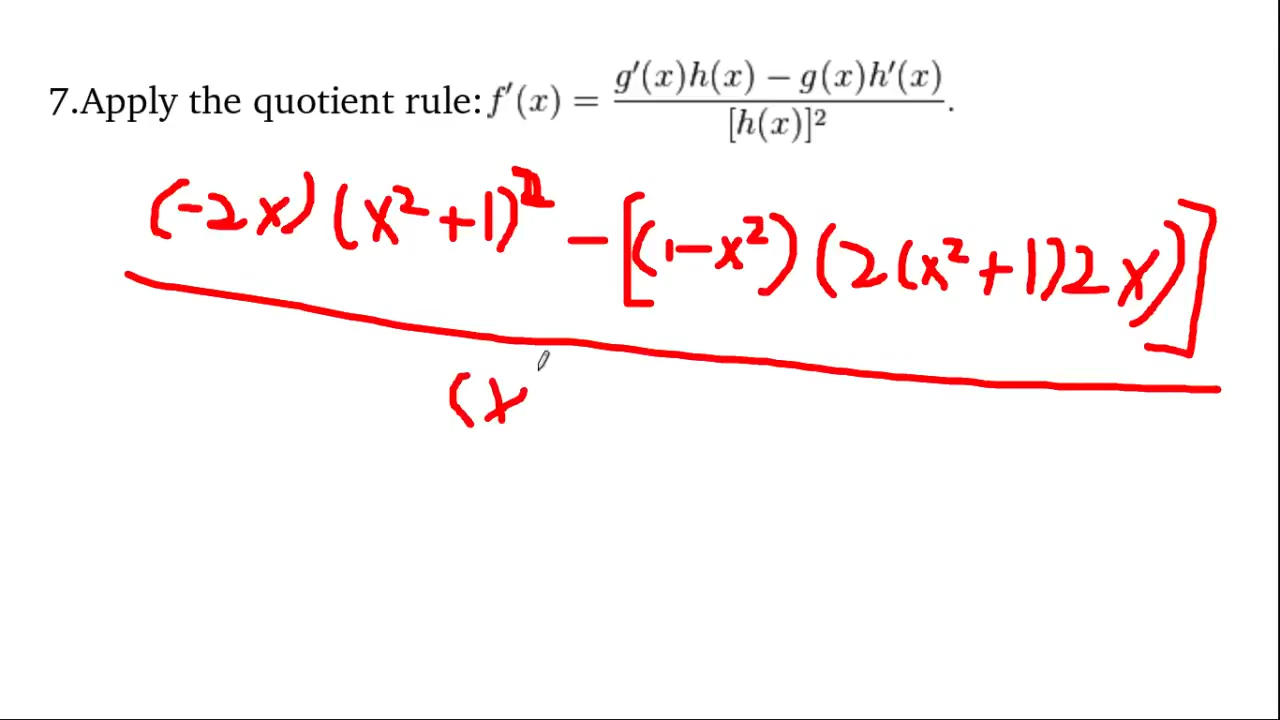 7.Apply the quotient rule: f′(x) = g′(x)h(x) − g(x)h′(x) / [h(x)]².
(-2x)(x²+1)² - [(1-x²)(2(x²+1)2x)]
(x